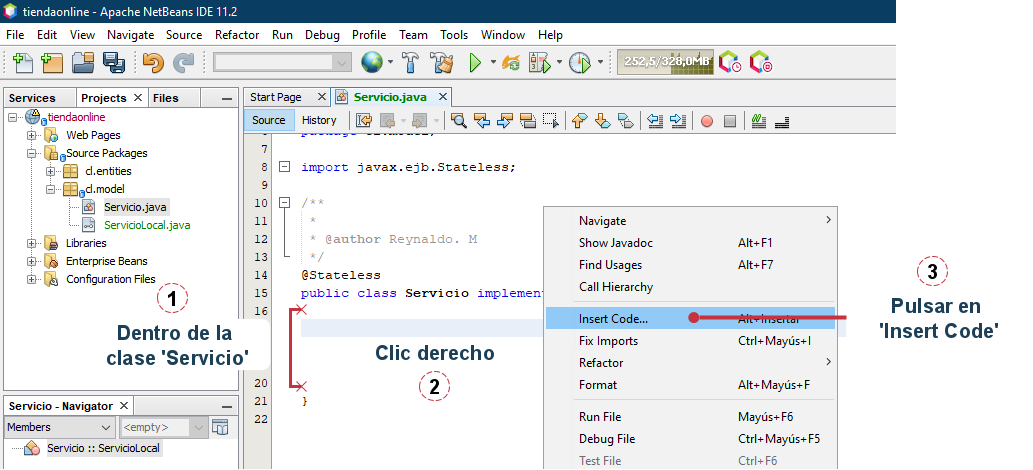 tiendaonline - Apache NetBeans IDE 11.2
File Edit View Navigate Source Refactor Run Debug Profile Team Tools Window Help
252,5/328,0MB
Services Projects Files
Start Page Servicio.java
Source History
tiendaonline
Web Pages
Source Packages
cl.entities
cl.model
Servicio.java
ServicioLocal.java
Libraries
Enterprise Beans
Configuration Files
1
Dentro de la
clase 'Servicio'
Servicio - Navigator
Members <empty>
Servicio :: ServicioLocal
7
8 import javax.ejb.Stateless;
9
10 /**
11 *
12 * @author Reynaldo. M
13 */
14 @Stateless
15 public class Servicio implement
16
20
21 }
22
Clic derecho
2
Navigate
Show Javadoc Alt+F1
Find Usages Alt+F7
Call Hierarchy
Insert Code... Alt+Insertar
Fix Imports Ctrl+Mayús+I
Refactor
Format Alt+Mayús+F
Run File Mayús+F6
Debug File Ctrl+Mayús+F5
Test File Ctrl+F6
3
Pulsar en
'Insert Code'